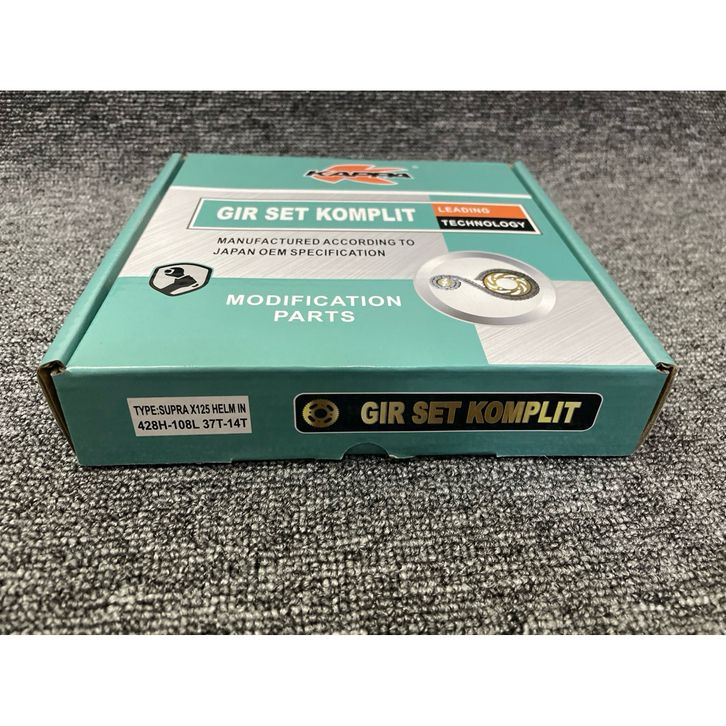 KAPPA
GIR SET KOMPLIT
LEADING
TECHNOLOGY
MANUFACTURED ACCORDING TO
JAPAN OEM SPECIFICATION
MODIFICATION
PARTS
TYPE:SUPRA X125 HELM IN
428H-108L 37T-14T
GIR SET KOMPLIT